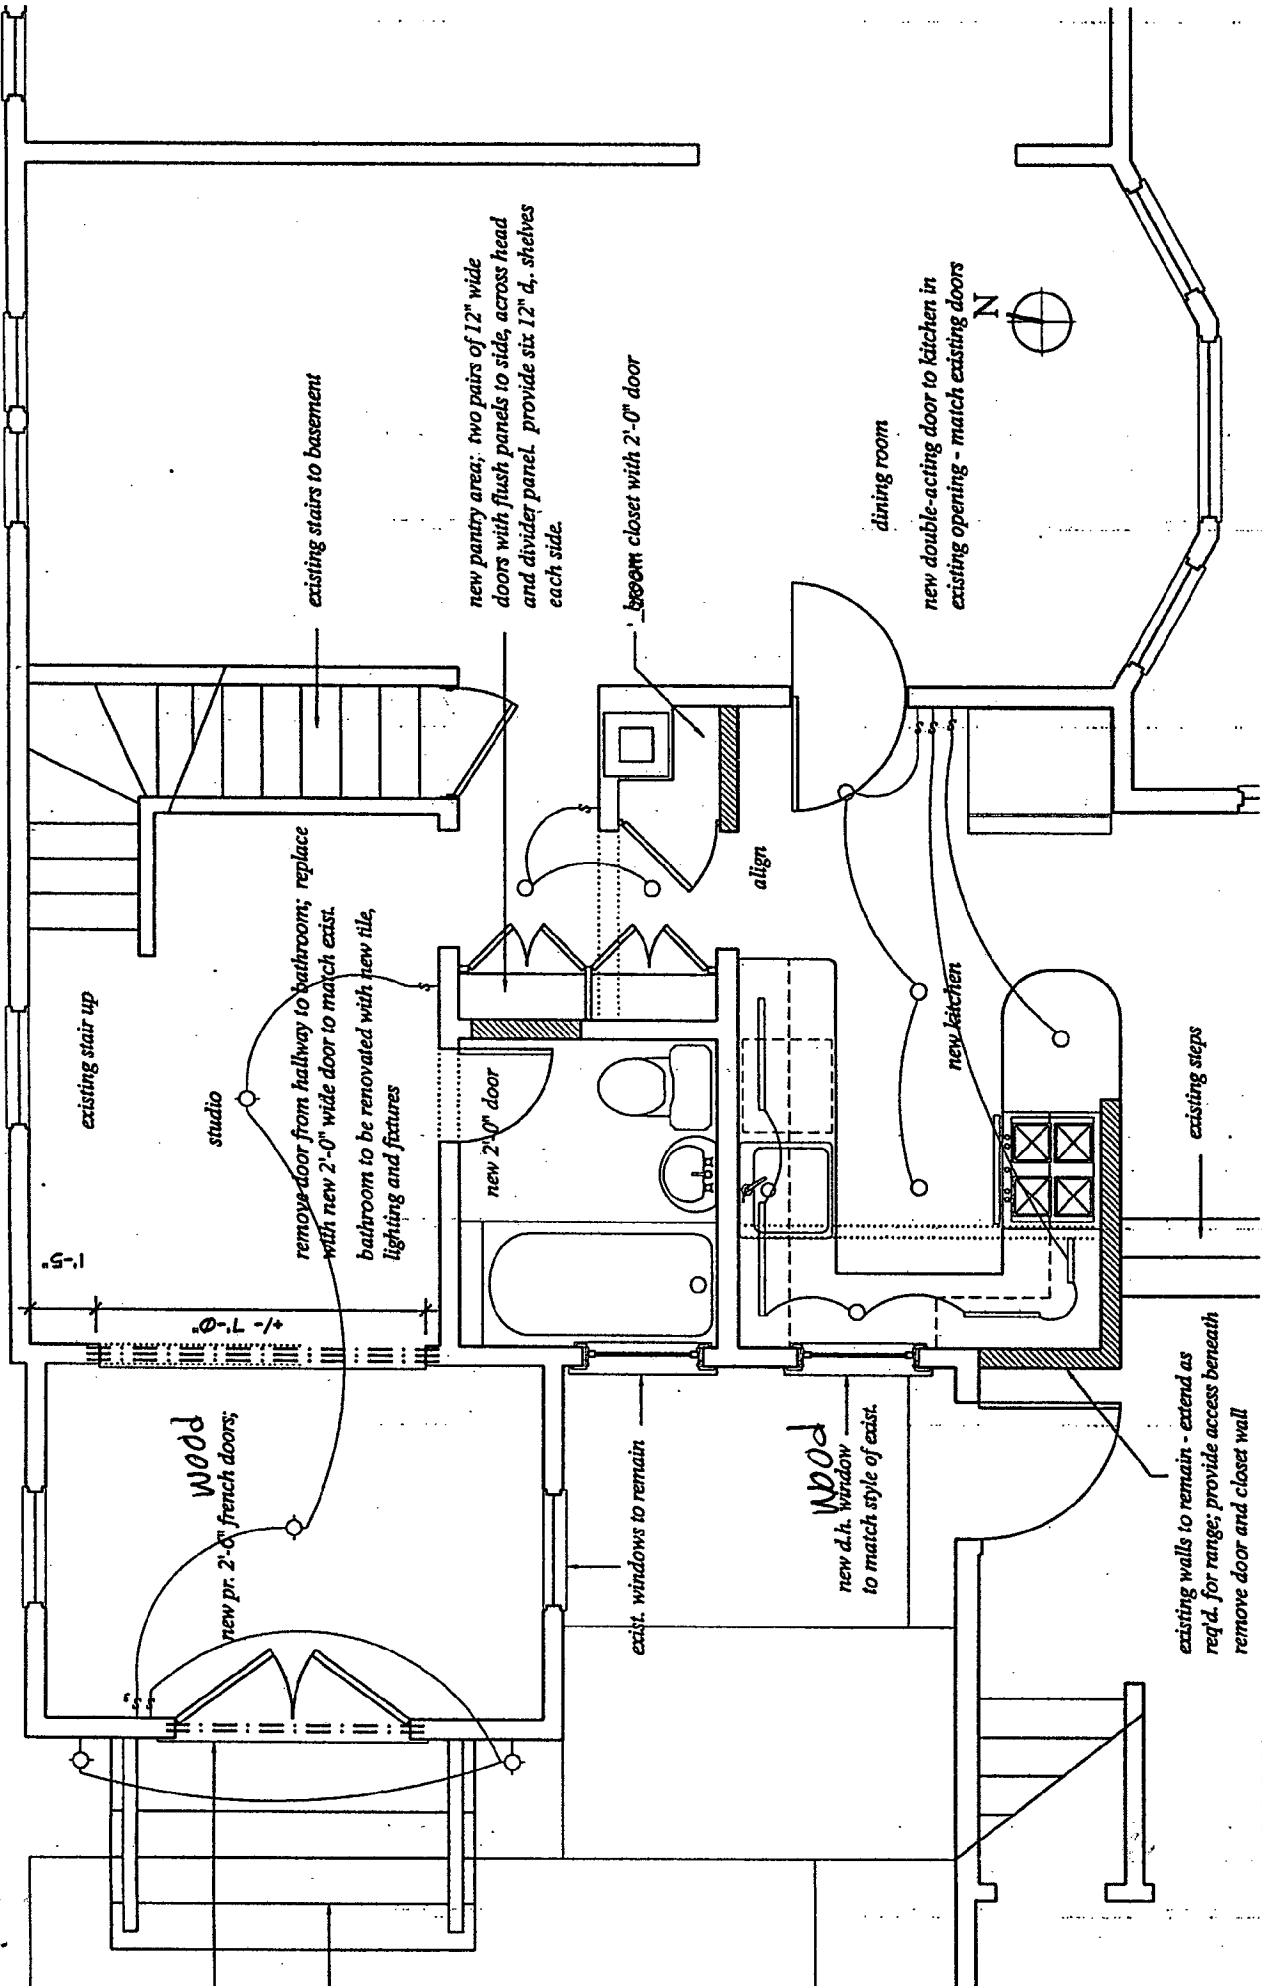 existing stairs to basement
new pantry area; two pairs of 12" wide
doors with flush panels to side, across head
and divider panel. provide six 12" d,. shelves
each side.
broom closet with 2'-0" door
dining room
new double-acting door to kitchen in
existing opening - match existing doors
N
existing stair up
studio
remove door from hallway to bathroom; replace
with new 2'-0" wide door to match exist.
bathroom to be renovated with new tile,
lighting and fixtures
new 2'-0" door
align
new kitchen
existing steps
1'-5"
+/- 7'-0"
wood
new pr. 2'-6" french doors;
exist. windows to remain
wood
new d.h. window
to match style of exist.
existing walls to remain - extend as
req'd. for range; provide access beneath
remove door and closet wall
S
S
S
S
S
S
S